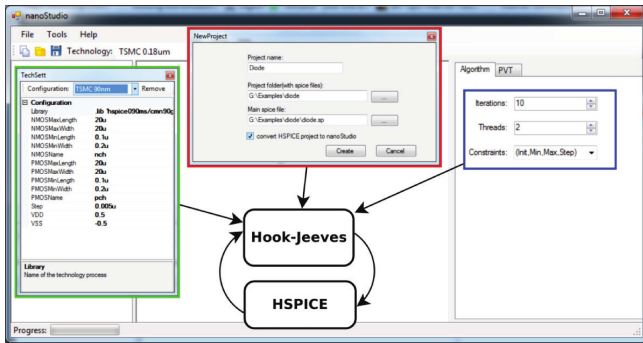 nanoStudio
File Tools Help
Technology: TSMC 0.18um
TechSett
Configuration: TSMC 90nm Remove
Configuration
Library .lib 'hspice090ms/cmn90g
NMOSMaxLength 20u
NMOSMaxWidth 20u
NMOSMinLength 0.1u
NMOSMinWidth 0.2u
NMOSName nch
PMOSMaxLength 20u
PMOSMaxWidth 20u
PMOSMinLength 0.1u
PMOSMinWidth 0.2u
PMOSName pch
Step 0.005u
VDD 0.5
VSS -0.5
Library
Name of the technology process
NewProject
Project name:
Diode
Project folder(with spice files):
G:\Examples\diode ...
Main spice file:
G:\Examples\diode\diode.sp ...
convert HSPICE project to nanoStudio
Create Cancel
Algorithm PVT
Iterations: 10
Threads: 2
Constraints: (Init,Min,Max,Step)
Hook-Jeeves
HSPICE
Progress: